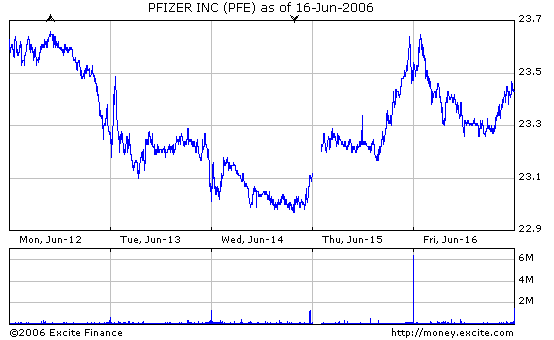 PFIZER INC (PFE) as of 16-Jun-2006
23.7
23.5
23.3
23.1
22.9
Mon, Jun-12 Tue, Jun-13 Wed, Jun-14 Thu, Jun-15 Fri, Jun-16
6M
4M
2M
©2006 Excite Finance http://money.excite.com